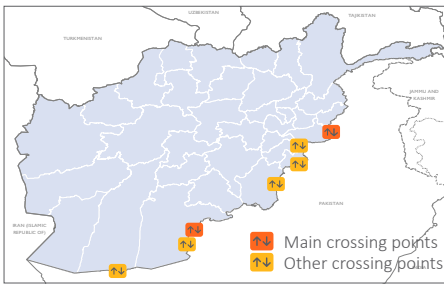 UZBEKISTAN
TAJIKISTAN
TURKMENISTAN
JAMMU AND
KASHMIR
PAKISTAN
IRAN (ISLAMIC
REPUBLIC OF)
Main crossing points
Other crossing points